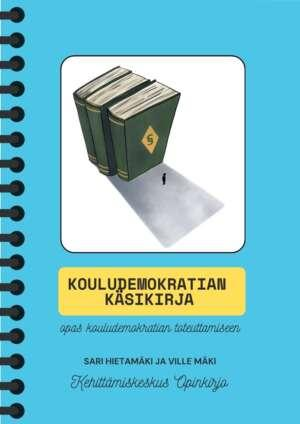 §
KOULUDEMOKRATIAN
KÄSIKIRJA
opas kouludemokratian toteuttamiseen
SARI HIETAMÄKI JA VILLE MÄKI
Kehittämiskeskus Opinkirjo